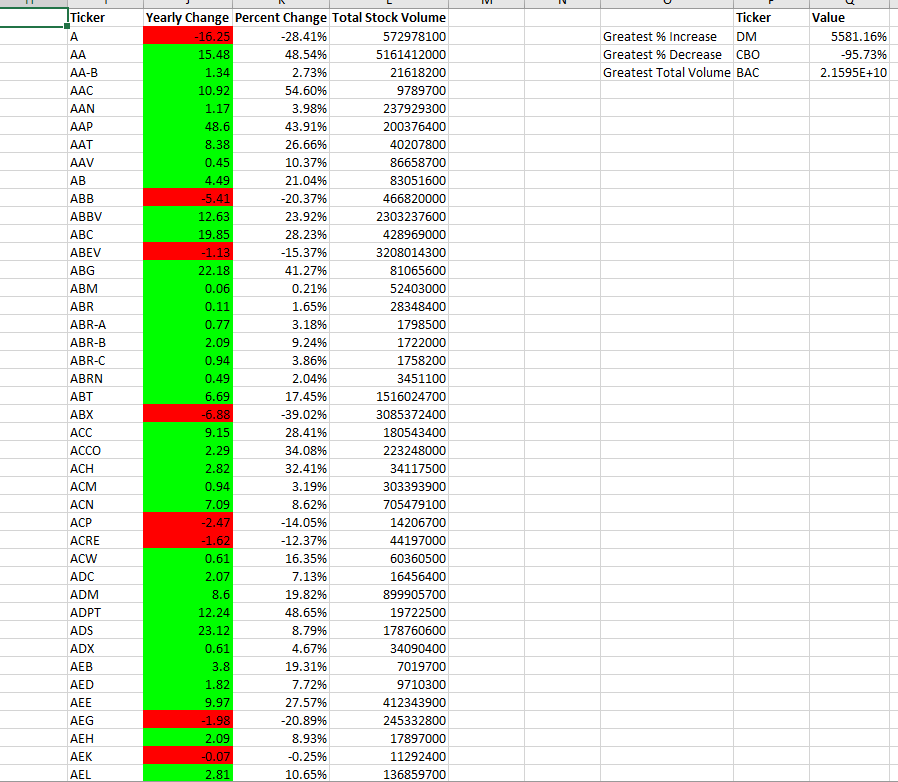 Ticker Yearly Change Percent Change Total Stock Volume Ticker Value
A -16.25 -28.41% 572978100 Greatest % Increase DM 5581.16%
AA 15.48 48.54% 5161412000 Greatest % Decrease CBO -95.73%
AA-B 1.34 2.73% 21618200 Greatest Total Volume BAC 2.1595E+10
AAC 10.92 54.60% 9789700
AAN 1.17 3.98% 237929300
AAP 48.6 43.91% 200376400
AAT 8.38 26.66% 40207800
AAV 0.45 10.37% 86658700
AB 4.49 21.04% 83051600
ABB -5.41 -20.37% 466820000
ABBV 12.63 23.92% 2303237600
ABC 19.85 28.23% 428969000
ABEV -1.13 -15.37% 3208014300
ABG 22.18 41.27% 81065600
ABM 0.06 0.21% 52403000
ABR 0.11 1.65% 28348400
ABR-A 0.77 3.18% 1798500
ABR-B 2.09 9.24% 1722000
ABR-C 0.94 3.86% 1758200
ABRN 0.49 2.04% 3451100
ABT 6.69 17.45% 1516024700
ABX -6.88 -39.02% 3085372400
ACC 9.15 28.41% 180543400
ACCO 2.29 34.08% 223248000
ACH 2.82 32.41% 34117500
ACM 0.94 3.19% 303393900
ACN 7.09 8.62% 705479100
ACP -2.47 -14.05% 14206700
ACRE -1.62 -12.37% 44197000
ACW 0.61 16.35% 60360500
ADC 2.07 7.13% 16456400
ADM 8.6 19.82% 899905700
ADPT 12.24 48.65% 19722500
ADS 23.12 8.79% 178760600
ADX 0.61 4.67% 34090400
AEB 3.8 19.31% 7019700
AED 1.82 7.72% 9710300
AEE 9.97 27.57% 412343900
AEG -1.98 -20.89% 245332800
AEH 2.09 8.93% 17897000
AEK -0.07 -0.25% 11292400
AEL 2.81 10.65% 136859700